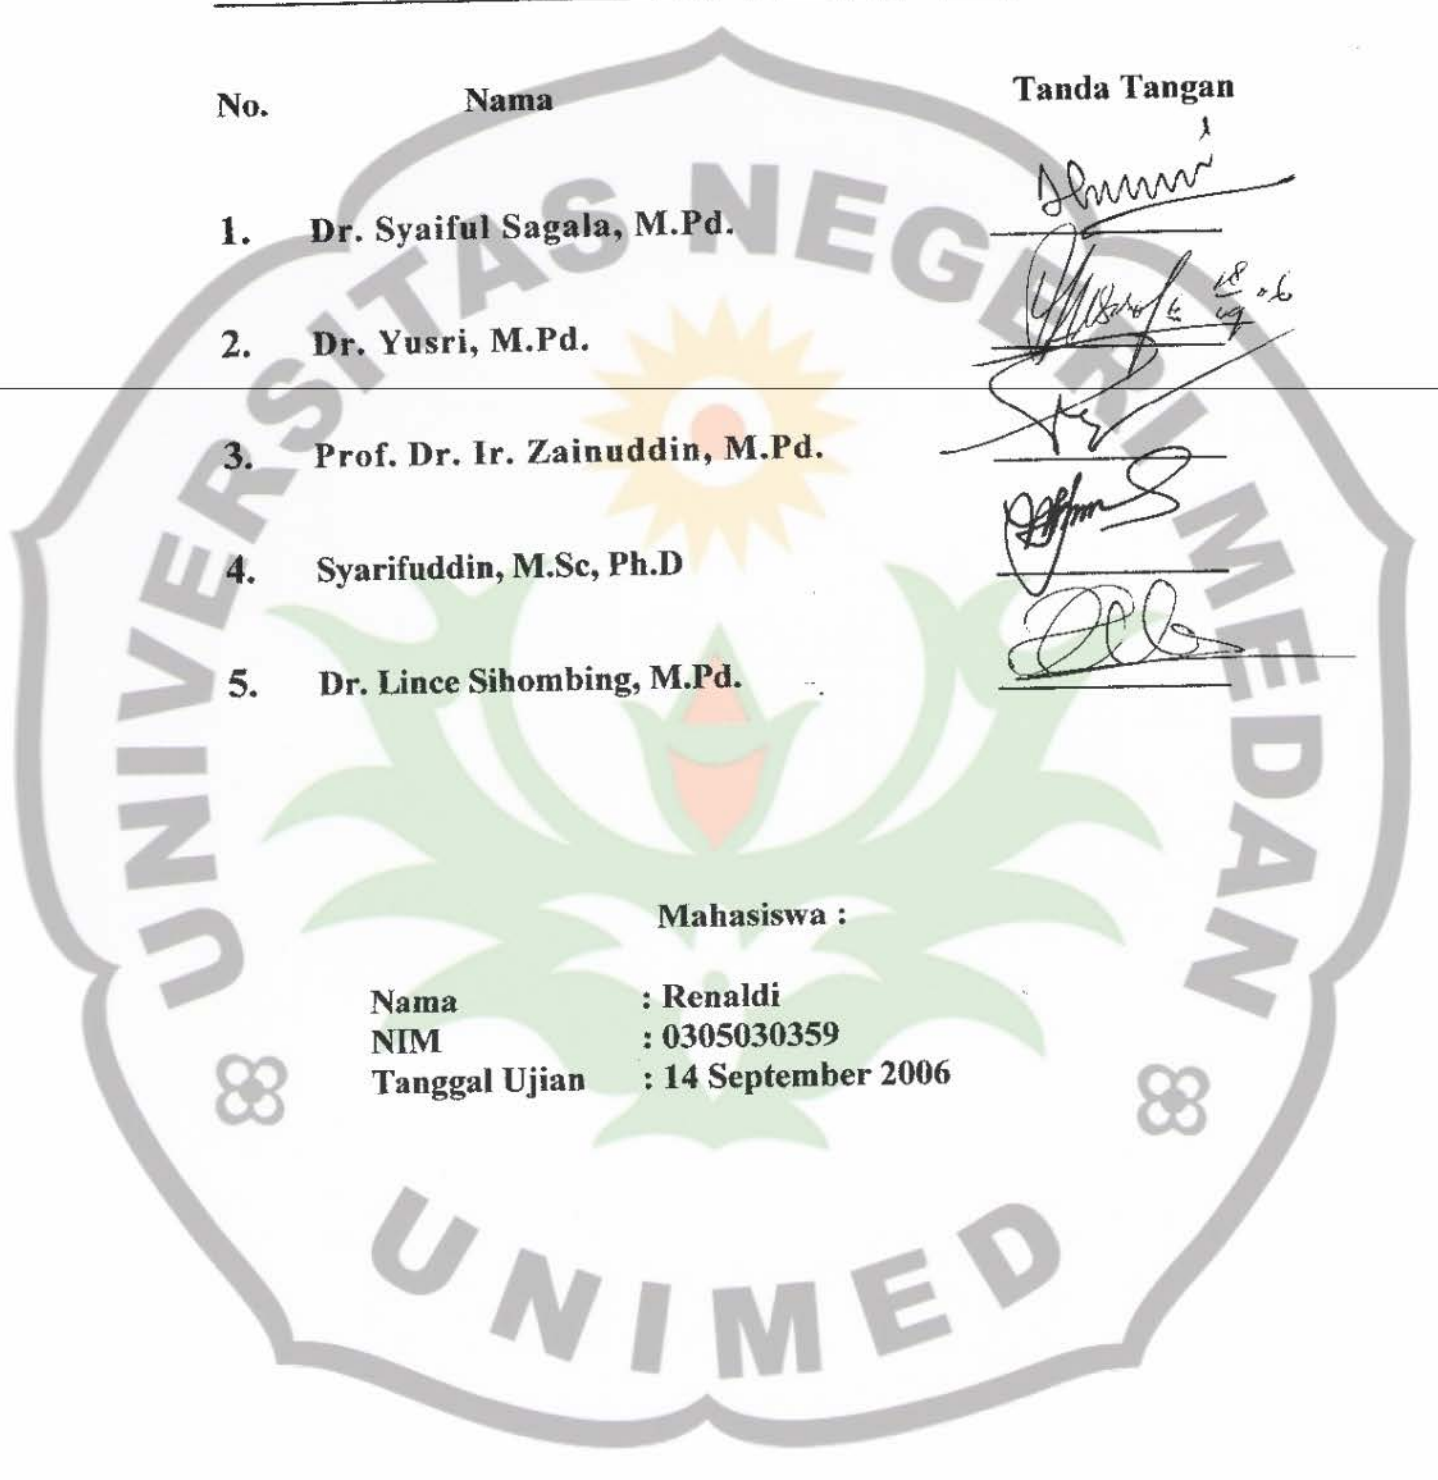 No. Nama Tanda Tangan
1. Dr. Syaiful Sagala, M.Pd.
2. Dr. Yusri, M.Pd.
3. Prof. Dr. Ir. Zainuddin, M.Pd.
4. Syarifuddin, M.Sc, Ph.D
5. Dr. Lince Sihombing, M.Pd.
Mahasiswa :
Nama : Renaldi
NIM : 0305030359
Tanggal Ujian : 14 September 2006
UNIVERSITAS NEGERI MEDAN
UNIMED